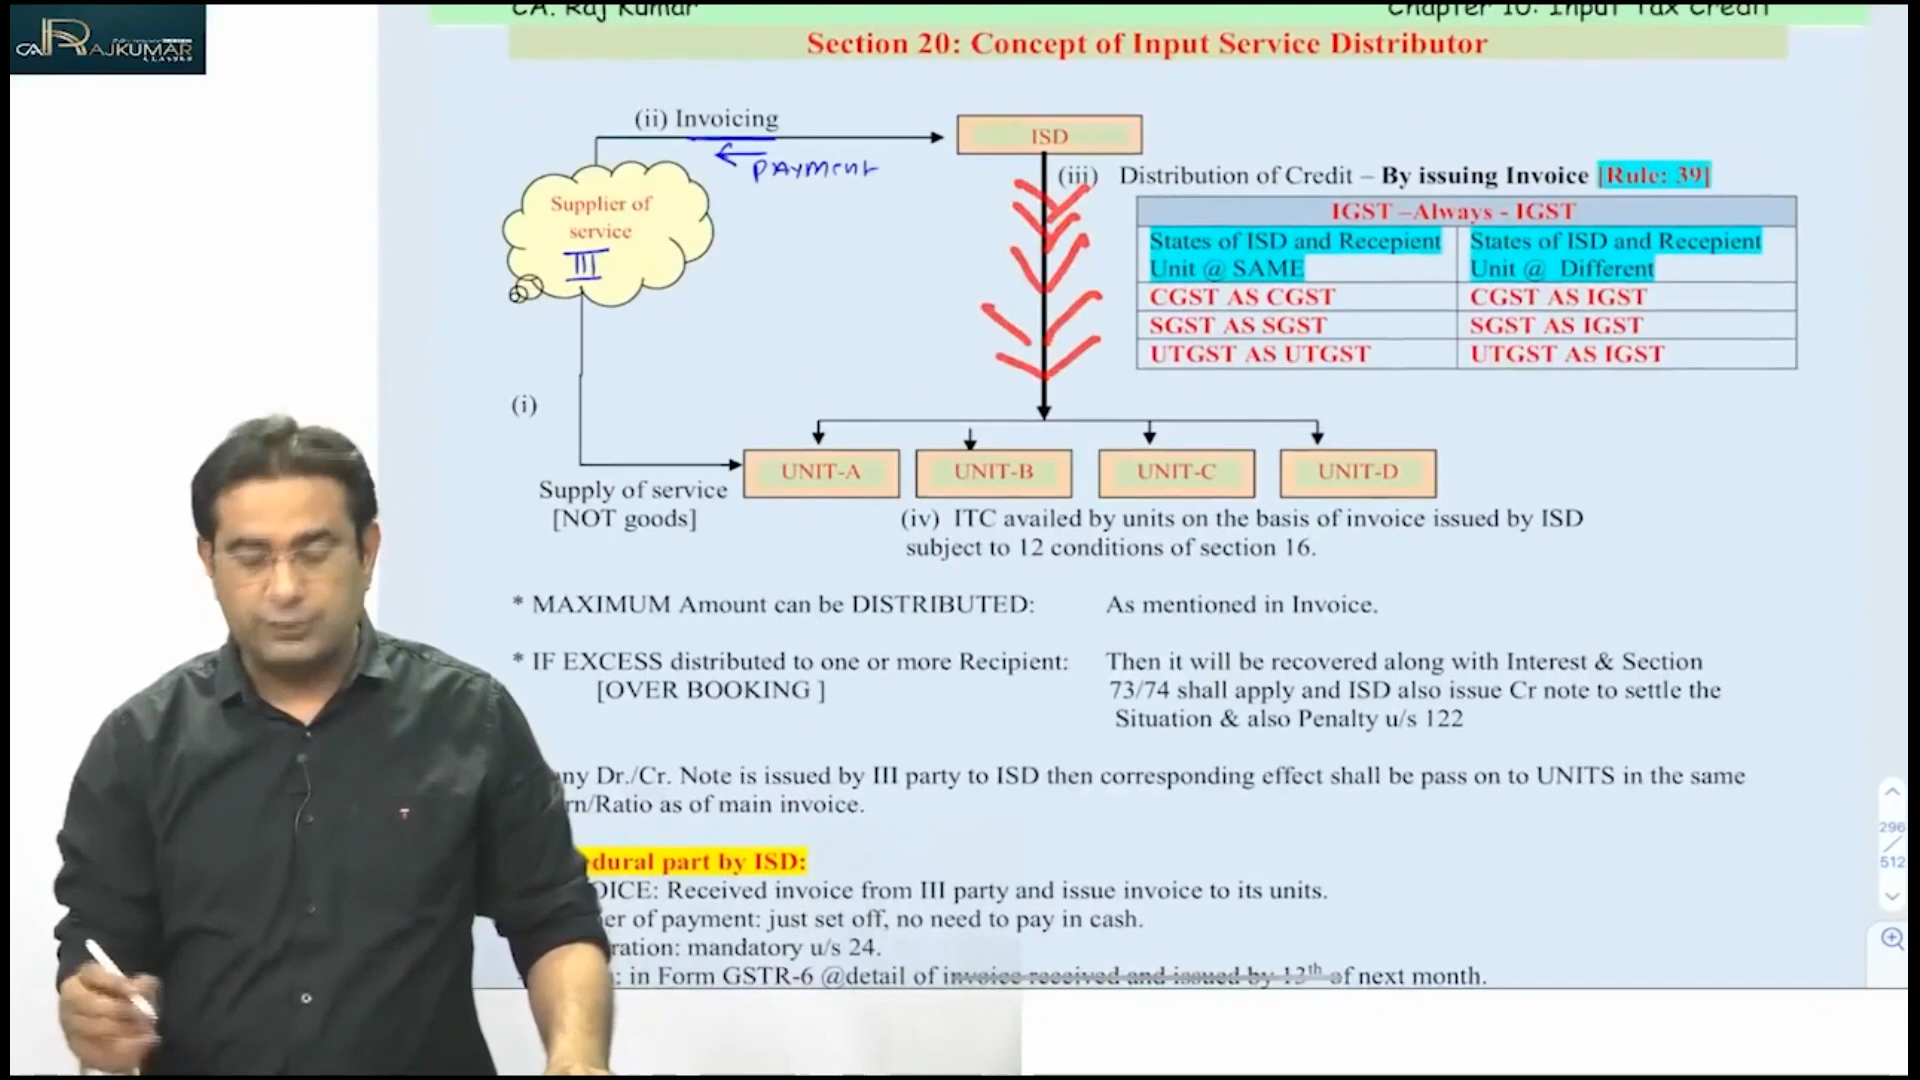 CA. Raj Kumar
Chapter 10: Input Tax Credit
CA RAJKUMAR
CLASSES
Section 20: Concept of Input Service Distributor
(ii) Invoicing
ISD
PAYMENT
(iii) Distribution of Credit – By issuing Invoice [Rule: 39]
Supplier of
service
III
IGST –Always - IGST
States of ISD and Recepient
Unit @ SAME
States of ISD and Recepient
Unit @ Different
CGST AS CGST
CGST AS IGST
SGST AS SGST
SGST AS IGST
UTGST AS UTGST
UTGST AS IGST
(i)
UNIT-A
UNIT-B
UNIT-C
UNIT-D
Supply of service
[NOT goods]
(iv) ITC availed by units on the basis of invoice issued by ISD
subject to 12 conditions of section 16.
* MAXIMUM Amount can be DISTRIBUTED: As mentioned in Invoice.
* IF EXCESS distributed to one or more Recipient:
[OVER BOOKING ]
Then it will be recovered along with Interest & Section
73/74 shall apply and ISD also issue Cr note to settle the
Situation & also Penalty u/s 122
ny Dr./Cr. Note is issued by III party to ISD then corresponding effect shall be pass on to UNITS in the same
rn/Ratio as of main invoice.
dural part by ISD:
OICE: Received invoice from III party and issue invoice to its units.
er of payment: just set off, no need to pay in cash.
ration: mandatory u/s 24.
: in Form GSTR-6 @detail of invoice received and issued by 13th of next month.
296
/
512